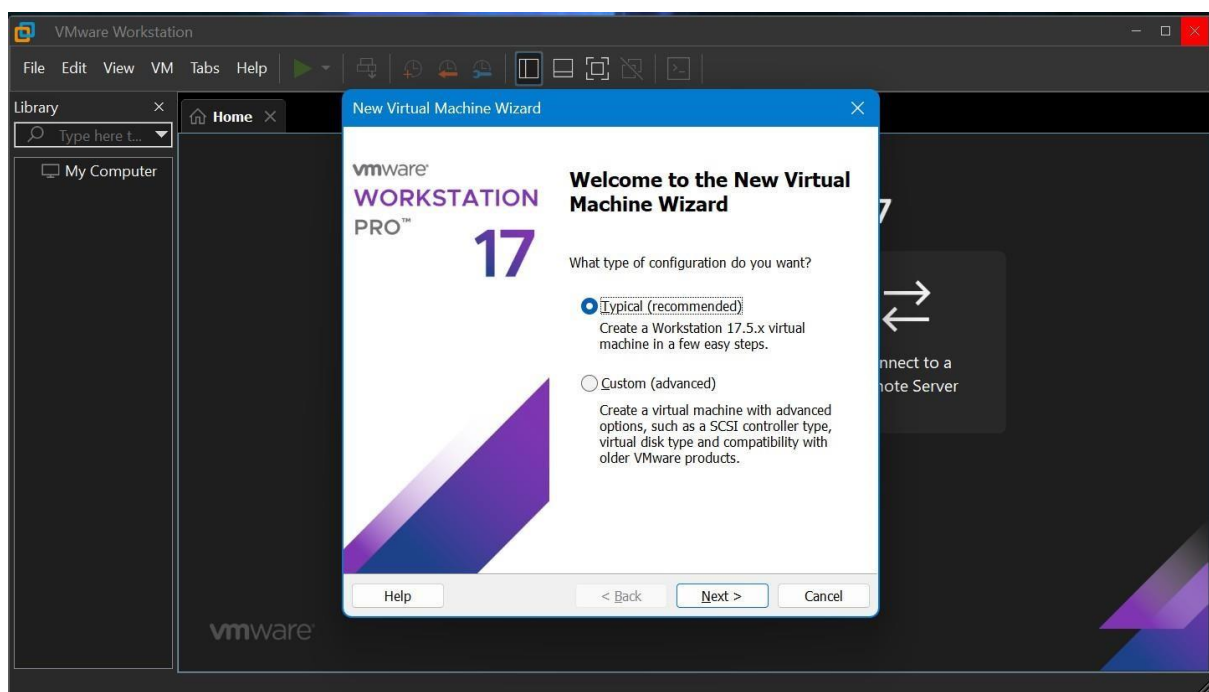 VMware Workstation
File Edit View VM Tabs Help
Library
Type here t...
My Computer
Home
New Virtual Machine Wizard
vmware®
WORKSTATION
PRO™
17
Welcome to the New Virtual
Machine Wizard
What type of configuration do you want?
Typical (recommended)
Create a Workstation 17.5.x virtual
machine in a few easy steps.
Custom (advanced)
Create a virtual machine with advanced
options, such as a SCSI controller type,
virtual disk type and compatibility with
older VMware products.
Help
< Back
Next >
Cancel
7
nnect to a
note Server
vmware®